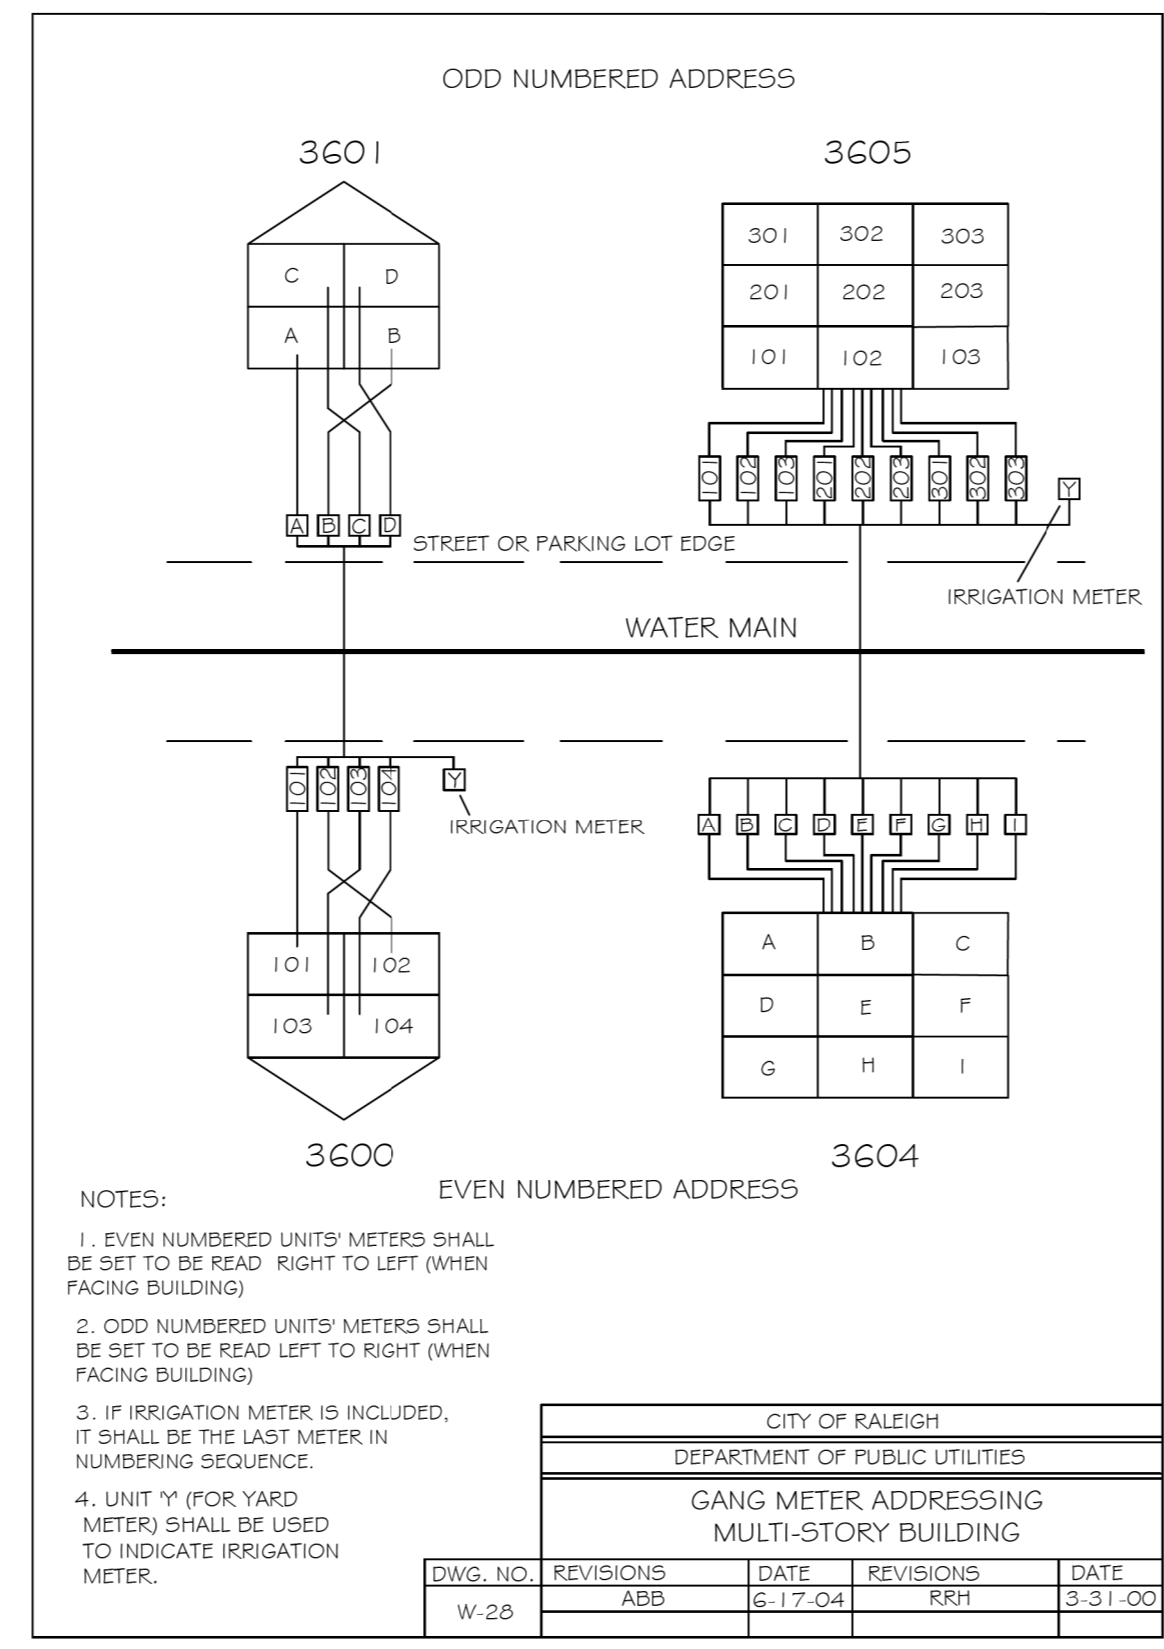 ODD NUMBERED ADDRESS
3601 3605
C D
A B
301 302 303
201 202 203
101 102 103
101 102 103 201 202 203 301 302 303 Y
A B C D
STREET OR PARKING LOT EDGE
IRRIGATION METER
WATER MAIN
101 102 103 104 Y
IRRIGATION METER
A B C D E F G H I
101 102
103 104
A B C
D E F
G H I
3600 3604
EVEN NUMBERED ADDRESS
NOTES:
1. EVEN NUMBERED UNITS' METERS SHALL
BE SET TO BE READ RIGHT TO LEFT (WHEN
FACING BUILDING)
2. ODD NUMBERED UNITS' METERS SHALL
BE SET TO BE READ LEFT TO RIGHT (WHEN
FACING BUILDING)
3. IF IRRIGATION METER IS INCLUDED,
IT SHALL BE THE LAST METER IN
NUMBERING SEQUENCE.
4. UNIT 'Y' (FOR YARD
METER) SHALL BE USED
TO INDICATE IRRIGATION
METER.
CITY OF RALEIGH
DEPARTMENT OF PUBLIC UTILITIES
GANG METER ADDRESSING
MULTI-STORY BUILDING
DWG. NO. REVISIONS DATE REVISIONS DATE
W-28 ABB 6-17-04 RRH 3-31-00